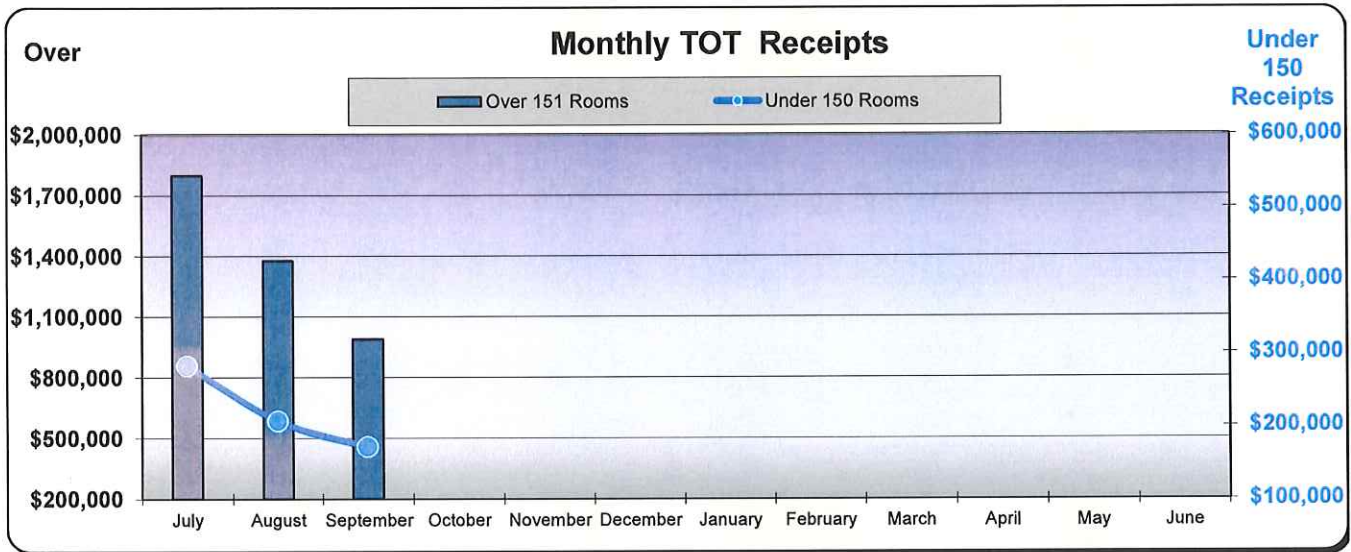 Monthly TOT Receipts
Over
Under
150
Receipts
Over 151 Rooms
Under 150 Rooms
$2,000,000
$1,700,000
$1,400,000
$1,100,000
$800,000
$500,000
$200,000
$600,000
$500,000
$400,000
$300,000
$200,000
$100,000
July August September October November December January February March April May June